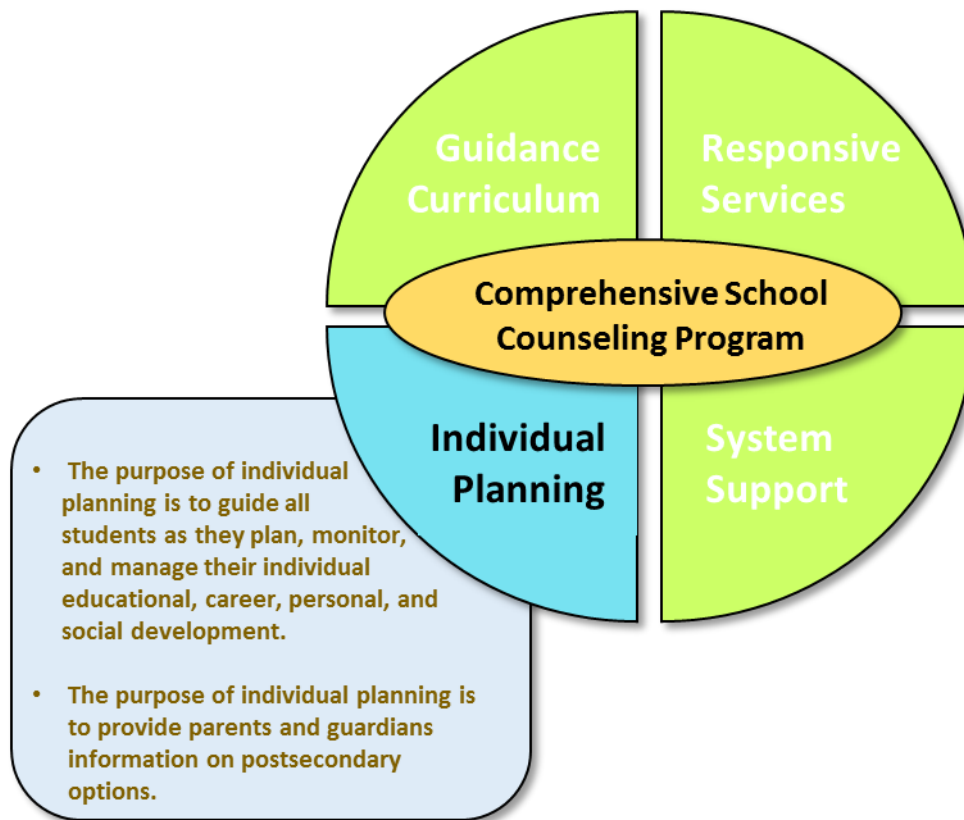 Guidance
Curriculum
Responsive
Services
Comprehensive School
Counseling Program
Individual
Planning
System
Support
• The purpose of individual
planning is to guide all
students as they plan, monitor,
and manage their individual
educational, career, personal, and
social development.
• The purpose of individual planning is
to provide parents and guardians
information on postsecondary
options.